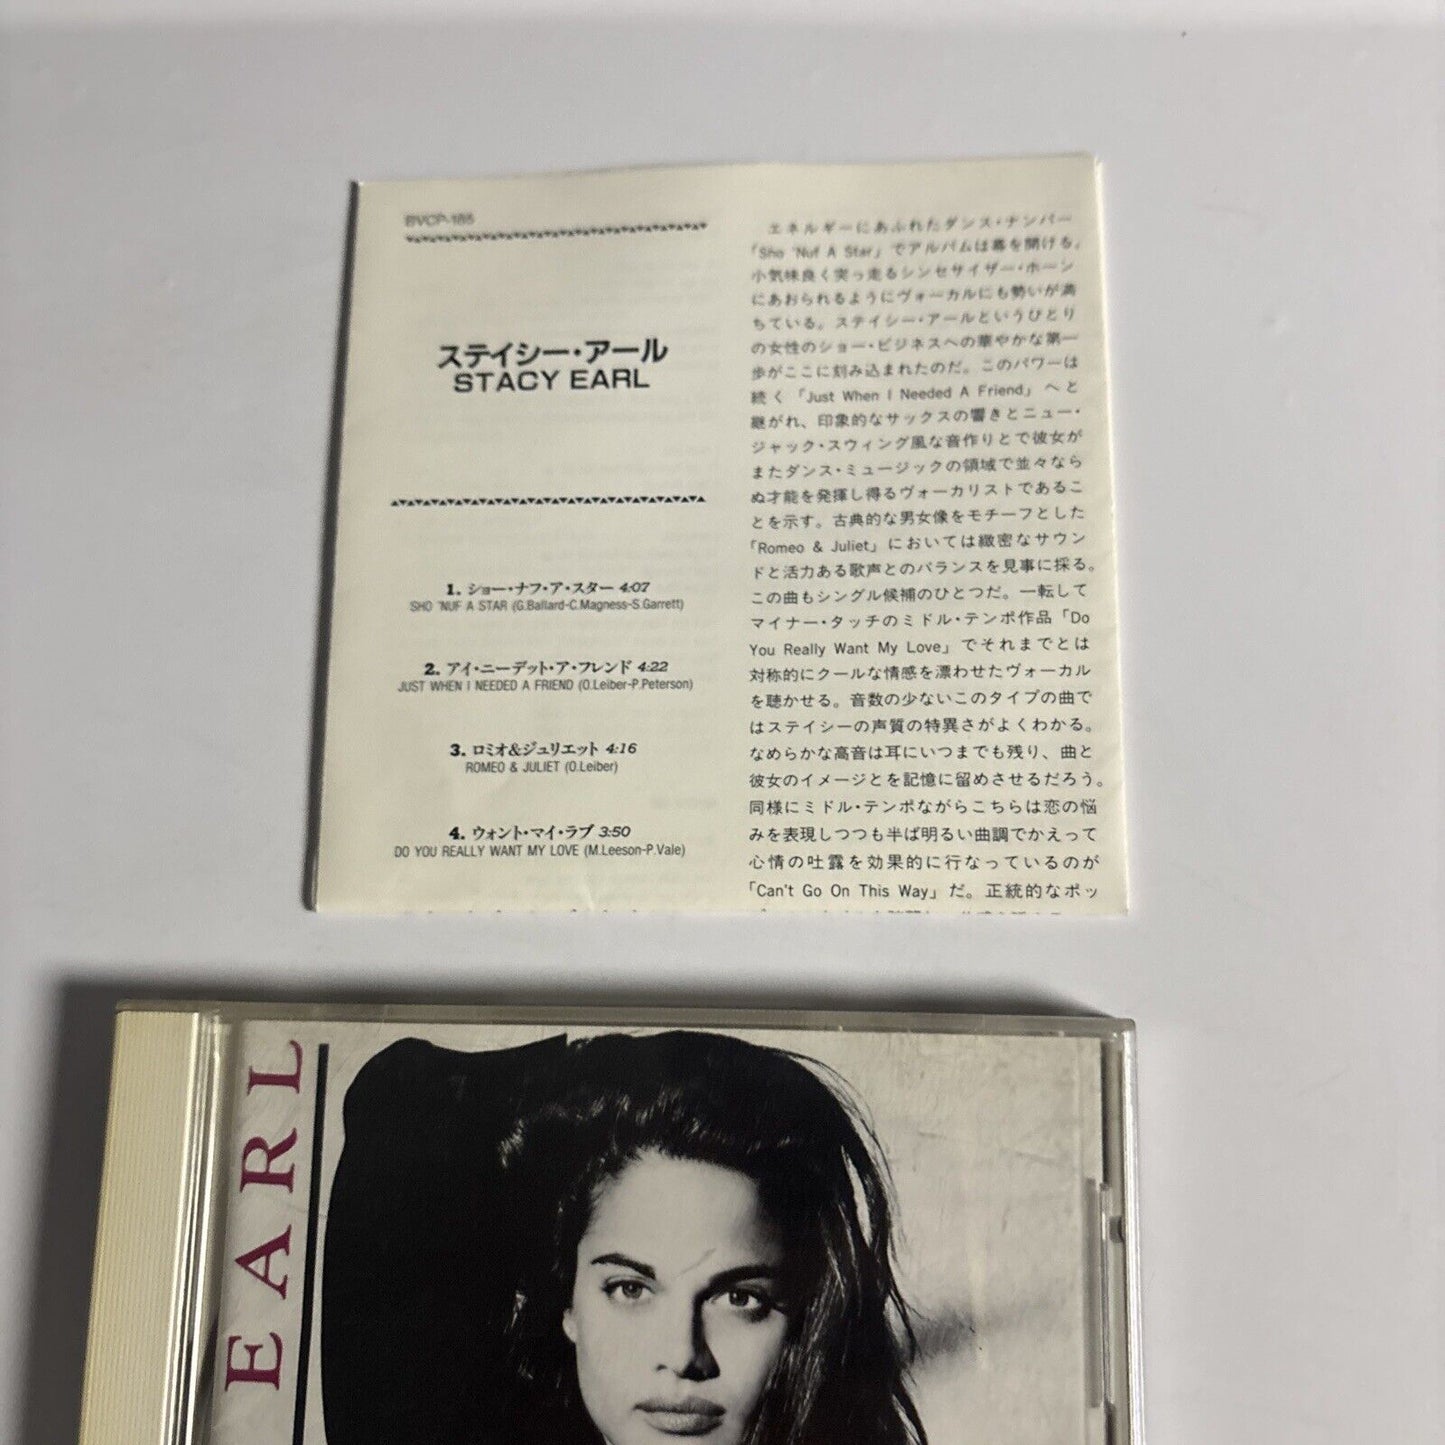 BVCP-185
ステイシー・アール
STACY EARL
1. ショー・ナフ・ア・スター 4:07
SHO 'NUF A STAR (G.Ballard-C.Magness-S.Garrett)
2. アイ・ニーデット・ア・フレンド 4:22
JUST WHEN I NEEDED A FRIEND (O.Leiber-P.Peterson)
3. ロミオ&ジュリエット 4:16
ROMEO & JULIET (O.Leiber)
4. ウォント・マイ・ラブ 3:50
DO YOU REALLY WANT MY LOVE (M.Leeson-P.Vale)
エネルギーにあふれたダンス・ナンバー
「Sho 'Nuf A Star」でアルバムは幕を開ける。
小気味良く突っ走るシンセサイザー・ホーン
にあおられるようにヴォーカルにも勢いが満
ちている。ステイシー・アールというひとり
の女性のショー・ビジネスへの華やかな第一
歩がここに刻み込まれたのだ。このパワーは
続く「Just When I Needed A Friend」へと
継がれ、印象的なサックスの響きとニュー・
ジャック・スウィング風な音作りとで彼女が
またダンス・ミュージックの領域で並々なら
ぬ才能を発揮し得るヴォーカリストであるこ
とを示す。古典的な男女像をモチーフとした
「Romeo & Juliet」においては緻密なサウン
ドと活力ある歌声とのバランスを見事に採る。
この曲もシングル候補のひとつだ。一転して
マイナー・タッチのミドル・テンポ作品「Do
You Really Want My Love」でそれまでとは
対称的にクールな情感を漂わせたヴォーカル
を聴かせる。音数の少ないこのタイプの曲で
はステイシーの声質の特異さがよくわかる。
なめらかな高音は耳にいつまでも残り、曲と
彼女のイメージとを記憶に留めさせるだろう。
同様にミドル・テンポながらこちらは恋の悩
みを表現しつつも半ば明るい曲調でかえって
心情の吐露を効果的に行なっているのが
「Can't Go On This Way」だ。正統的なポッ
EARL